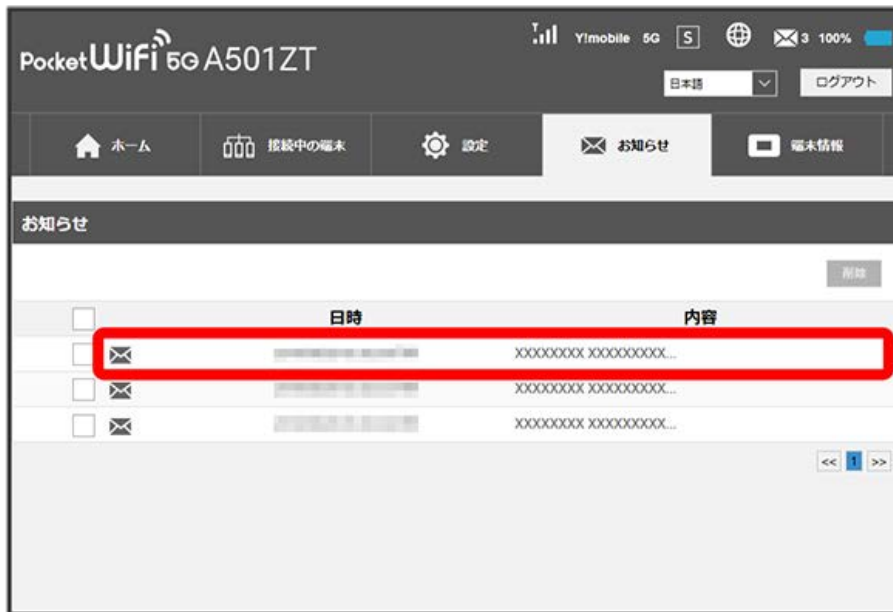 PocketWiFi 5G A501ZT
Y!mobile 5G S 3 100%
日本語 ログアウト
ホーム 接続中の端末 設定 お知らせ 端末情報
お知らせ
削除
日時 内容
XXXXXXXX XXXXXXXXX...
XXXXXXXX XXXXXXXXX...
XXXXXXXX XXXXXXXXX...
<< 1 >>